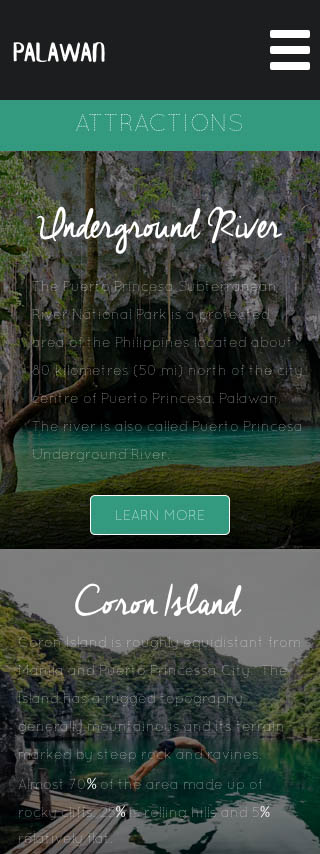 PALAWAN
ATTRACTIONS
Underground River
The Puerto Princesa Subterranean
River National Park is a protected
area of the Philippines located about
80 kilometres (50 mi) north of the city
centre of Puerto Princesa, Palawan.
The river is also called Puerto Princesa
Underground River.
LEARN MORE
Coron Island
Coron Island is roughly equidistant from
Manila and Puerto Princessa City. The
Island has a rugged topography
generally mountainous and its terrain
marked by steep rock and ravines.
Almost 70% of the area made up of
rocky cliffs, 25% is rolling hills and 5%
relatively flat.